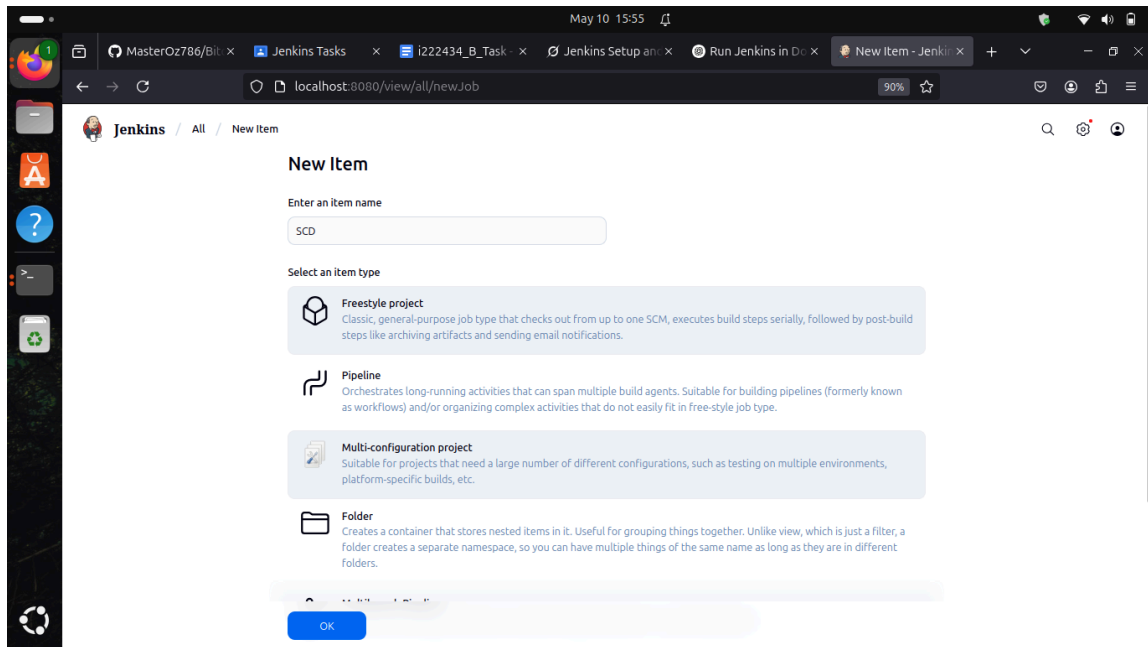 May 10 15:55
1
MasterOz786/Bit
Jenkins Tasks
i222434_B_Task -
Jenkins Setup and
Run Jenkins in Do
New Item - Jenkin
localhost:8080/view/all/newJob
90%
Jenkins / All / New Item
New Item
Enter an item name
SCD
Select an item type
Freestyle project
Classic, general-purpose job type that checks out from up to one SCM, executes build steps serially, followed by post-build
steps like archiving artifacts and sending email notifications.
Pipeline
Orchestrates long-running activities that can span multiple build agents. Suitable for building pipelines (formerly known
as workflows) and/or organizing complex activities that do not easily fit in free-style job type.
Multi-configuration project
Suitable for projects that need a large number of different configurations, such as testing on multiple environments,
platform-specific builds, etc.
Folder
Creates a container that stores nested items in it. Useful for grouping things together. Unlike view, which is just a filter, a
folder creates a separate namespace, so you can have multiple things of the same name as long as they are in different
folders.
OK